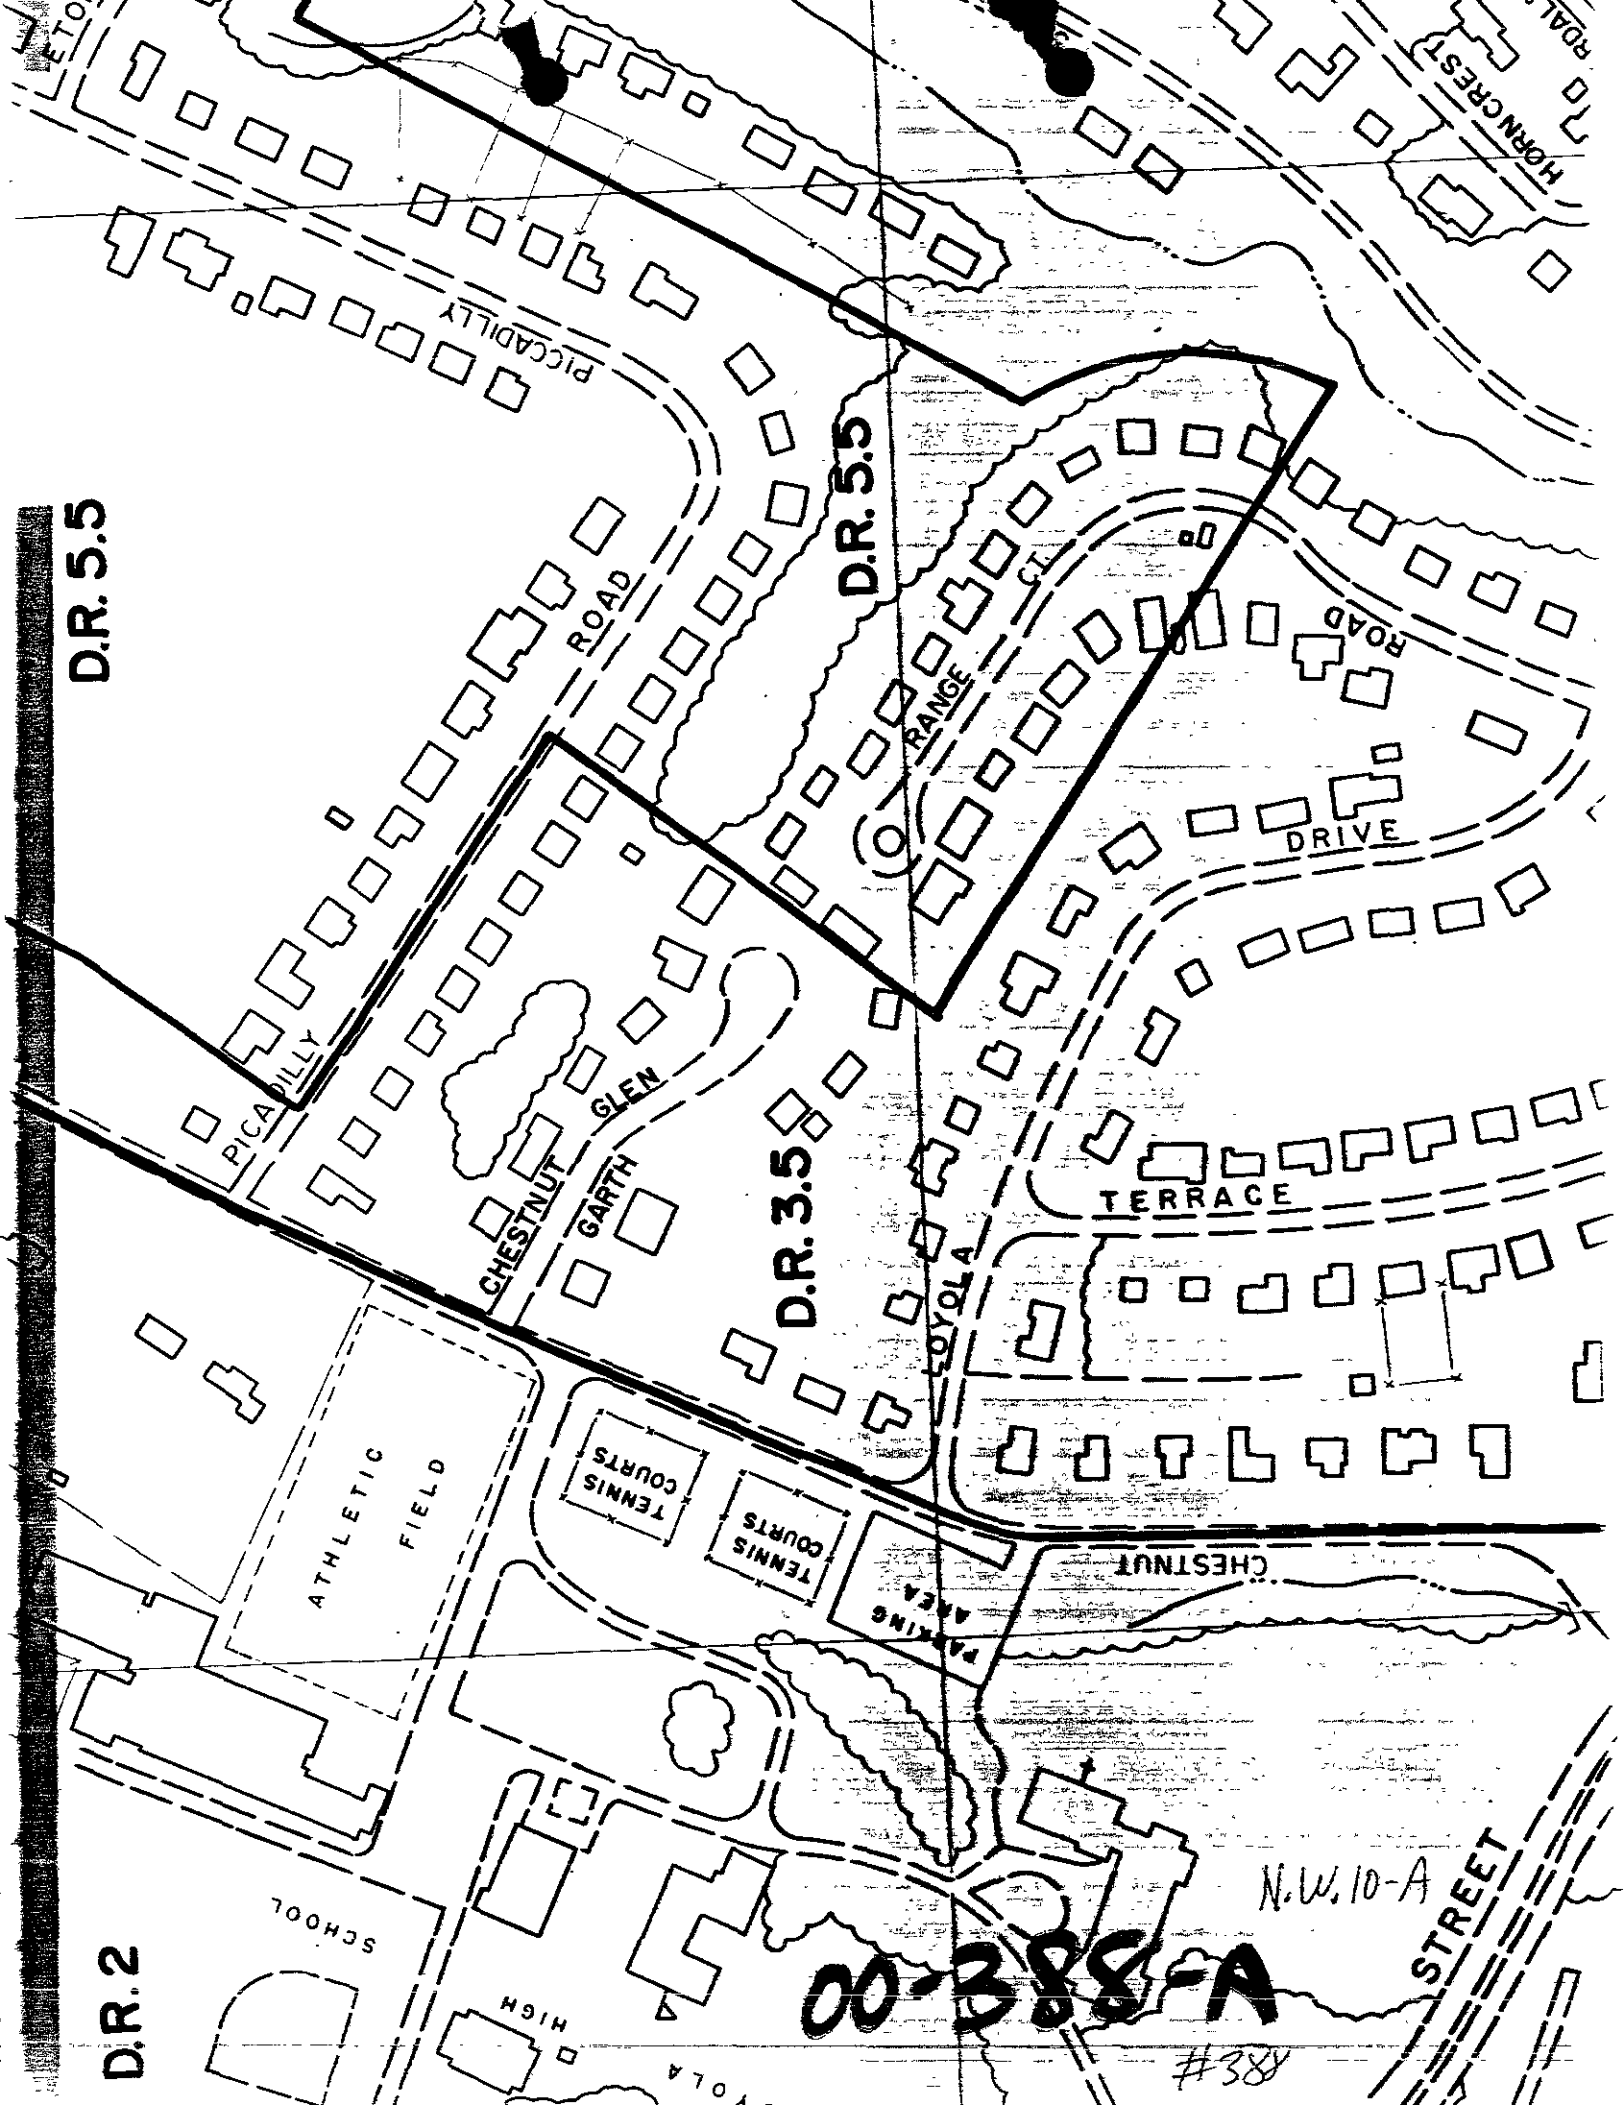 HORNCREST
PICCADILLY
D.R. 5.5
D.R. 5.5
ROAD
RANGE
CT.
ROAD
DRIVE
PICADILLY
GLEN
CHESTNUT
GARTH
D.R. 3.5
TERRACE
LOYOLA
ATHLETIC
FIELD
TENNIS
COURTS
TENNIS
COURTS
PARKING
AREA
CHESTNUT
N.W. 10-A
STREET
SCHOOL
HIGH
D.R. 2
00-388-A
#388